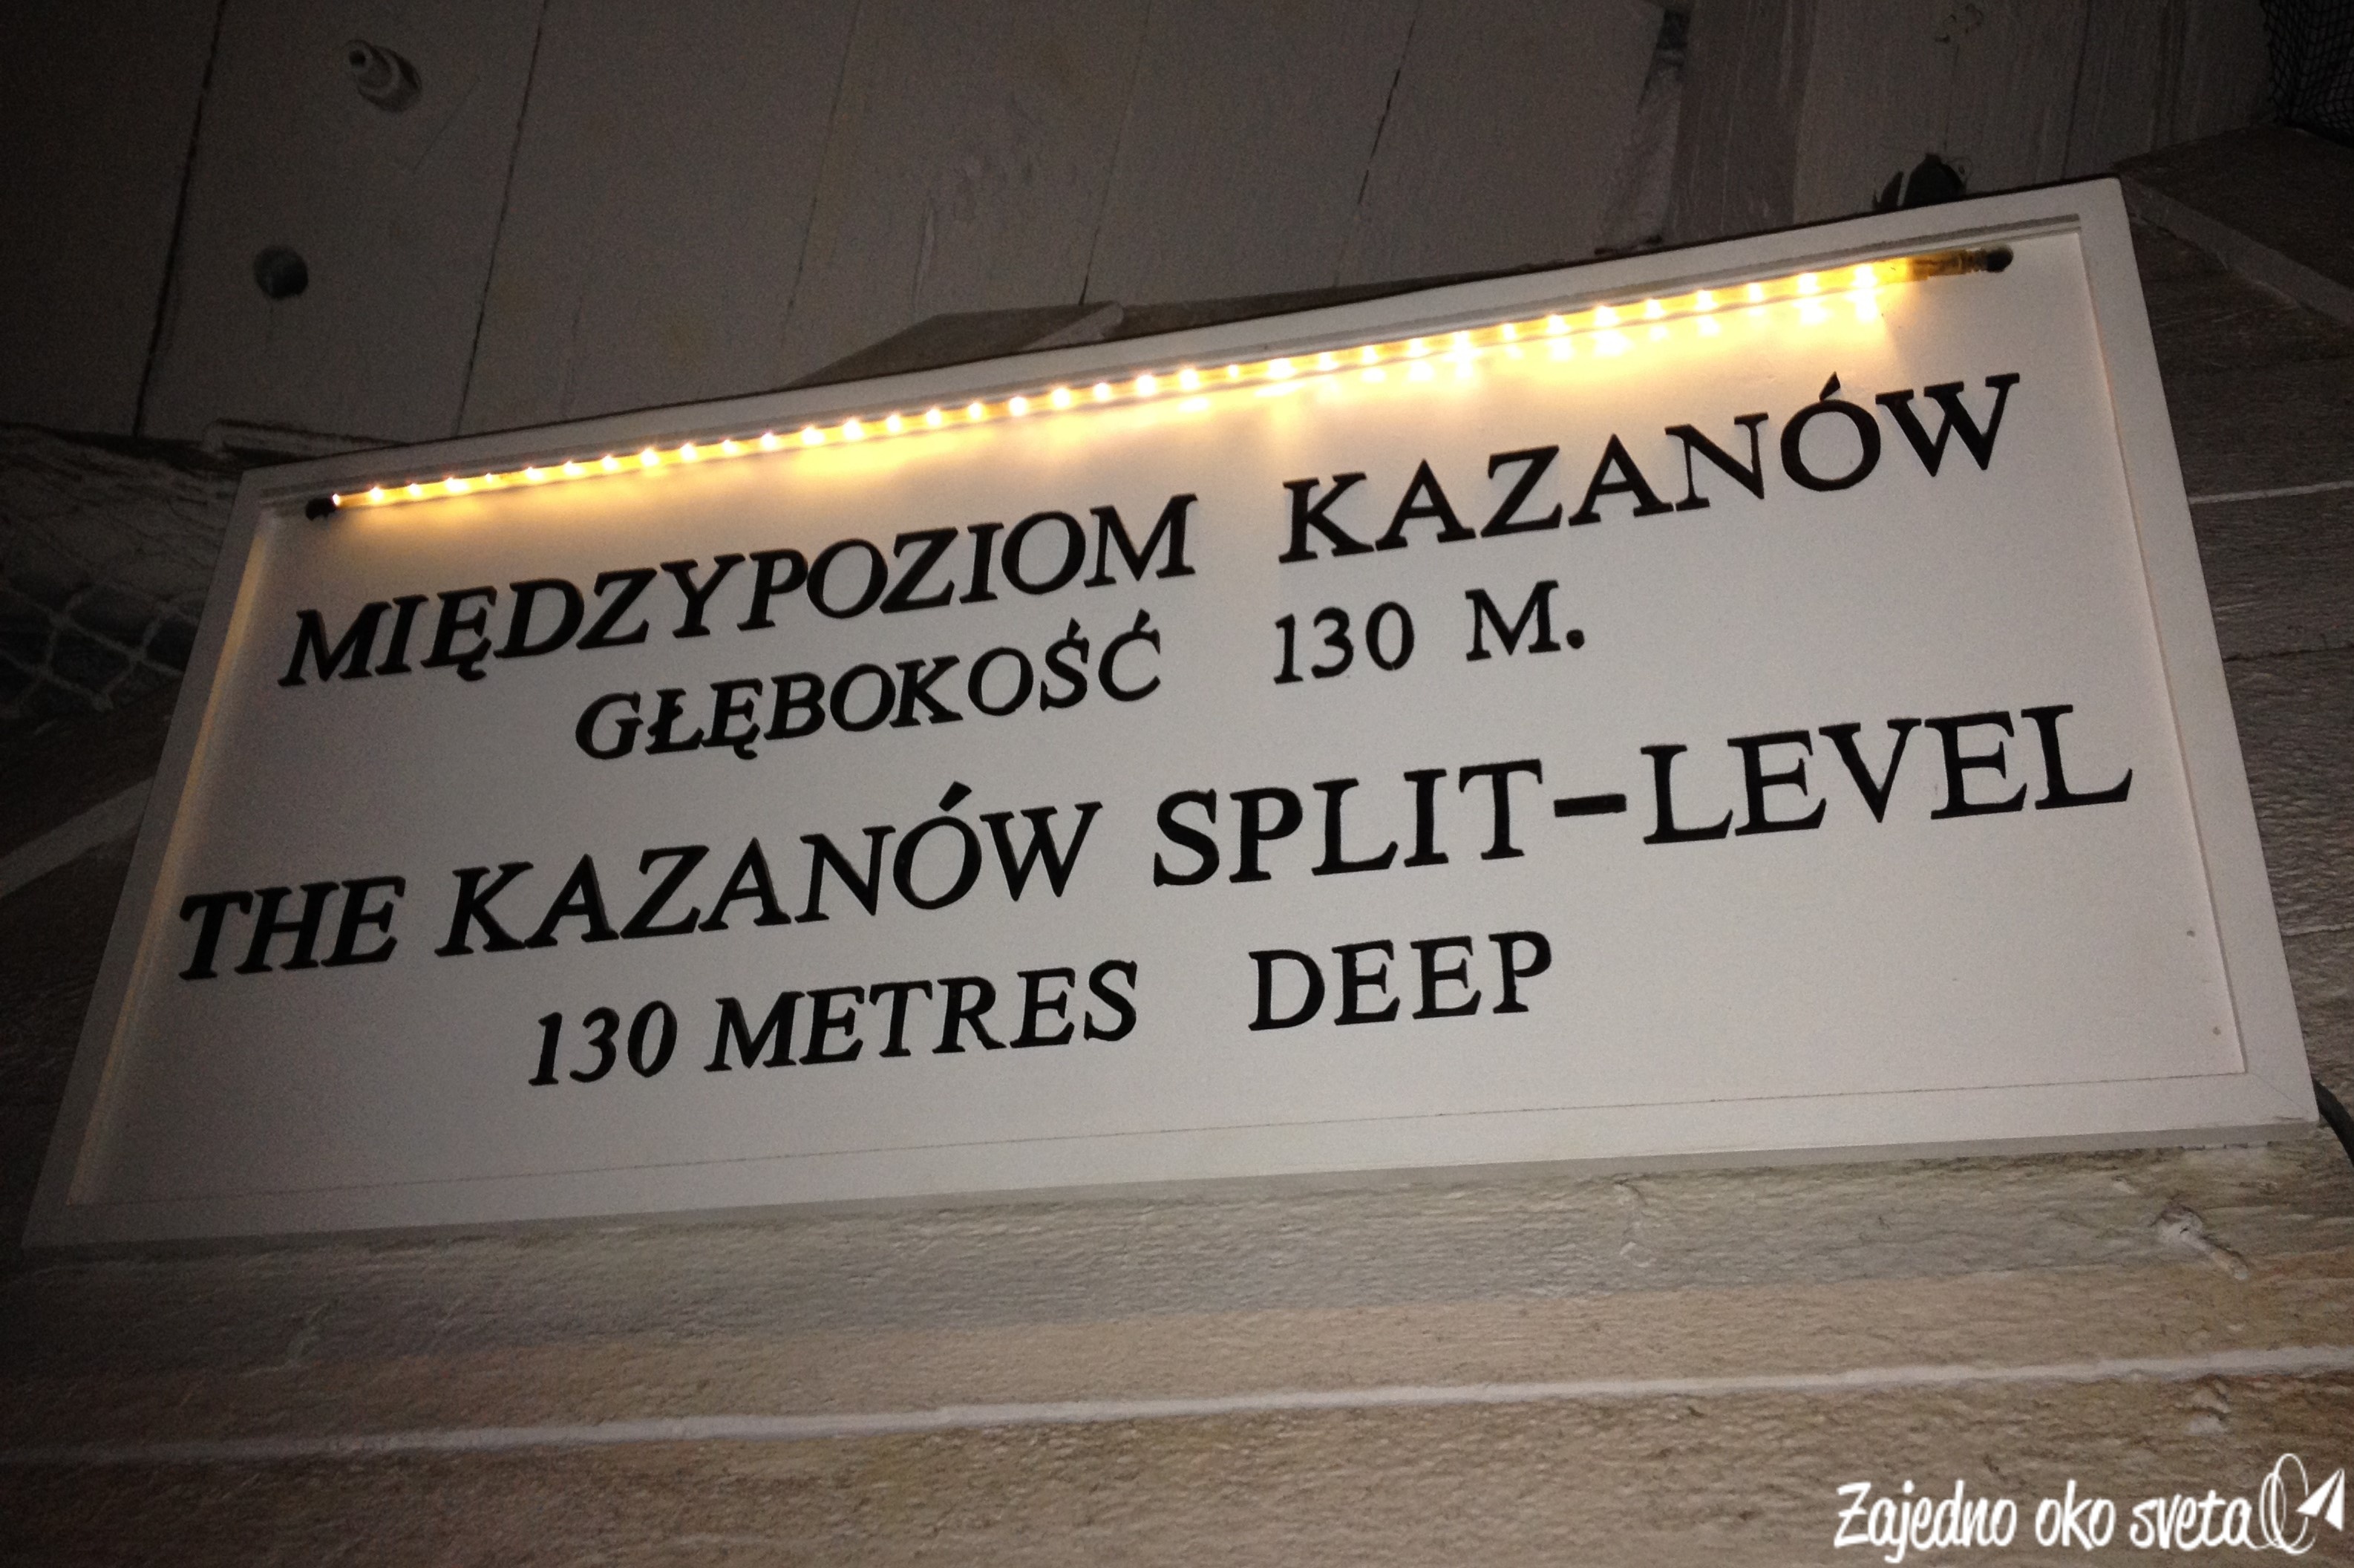 MIĘDZYPOZIOM KAZANÓW
GŁĘBOKOŚĆ 130 M.
THE KAZANÓW SPLIT-LEVEL
130 METRES DEEP
Zajedno oko sveta